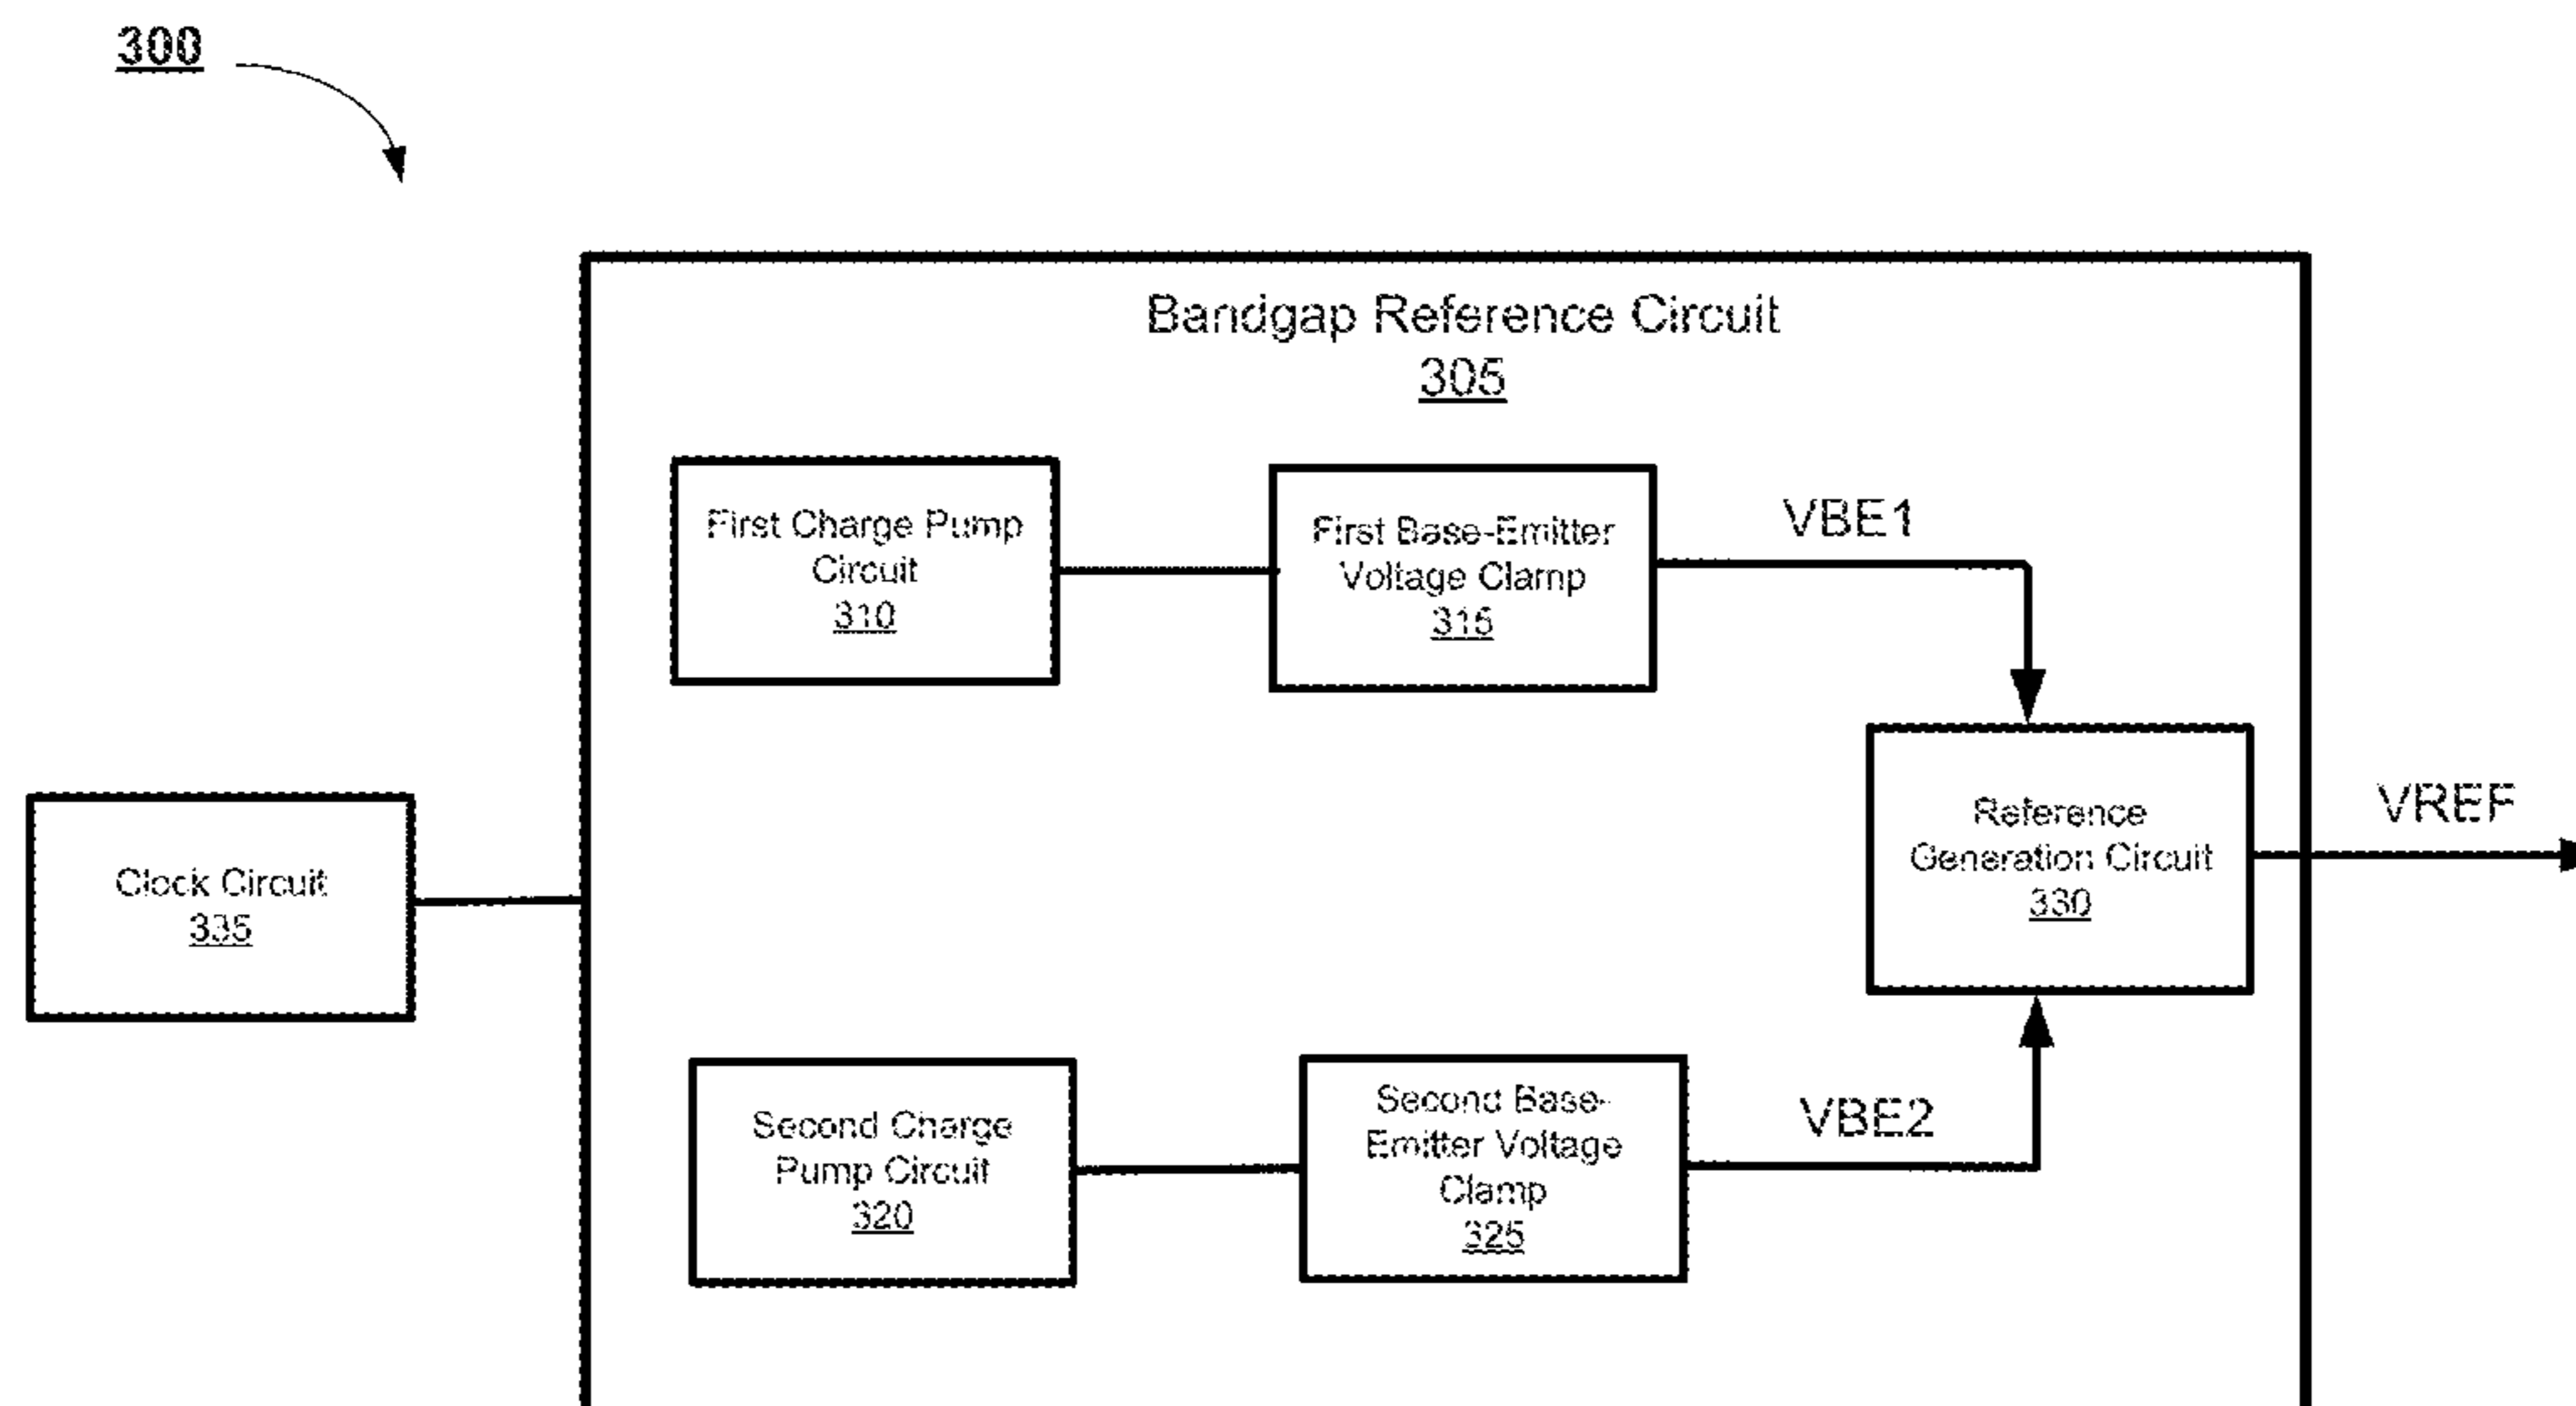 300
Bandgap Reference Circuit
305
First Charge Pump
Circuit
310
First Base-Emitter
Voltage Clamp
315
VBE1
Clock Circuit
335
Reference
Generation Circuit
330
VREF
Second Charge
Pump Circuit
320
Second Base-
Emitter Voltage
Clamp
325
VBE2